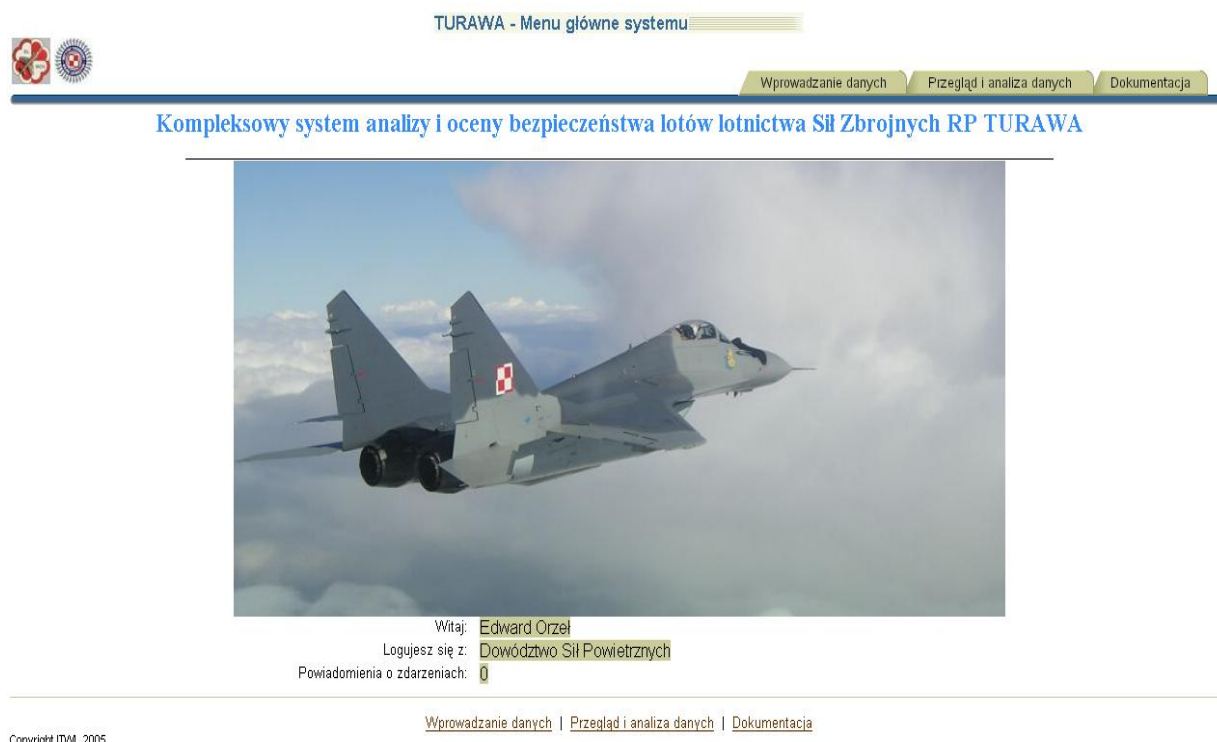 TURAWA - Menu główne systemu
Wprowadzanie danych Przegląd i analiza danych Dokumentacja
Kompleksowy system analizy i oceny bezpieczeństwa lotów lotnictwa Sił Zbrojnych RP TURAWA
Witaj: Edward Orzeł
Logujesz się z: Dowództwo Sił Powietrznych
Powiadomienia o zdarzeniach: 0
Wprowadzanie danych | Przegląd i analiza danych | Dokumentacja
Copyright ITWL 2005